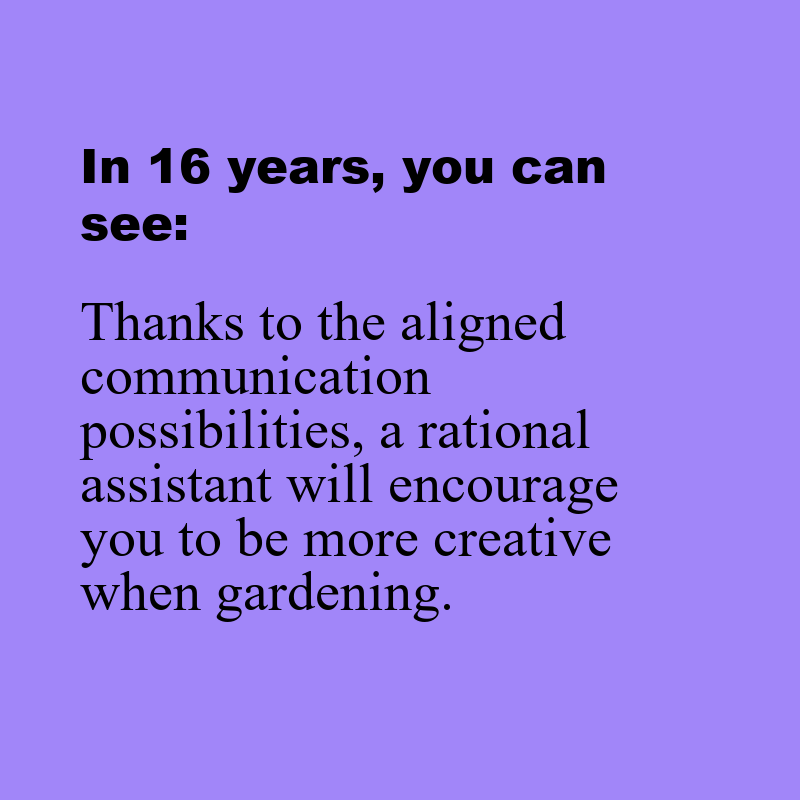 In 16 years, you can
see:
Thanks to the aligned
communication
possibilities, a rational
assistant will encourage
you to be more creative
when gardening.